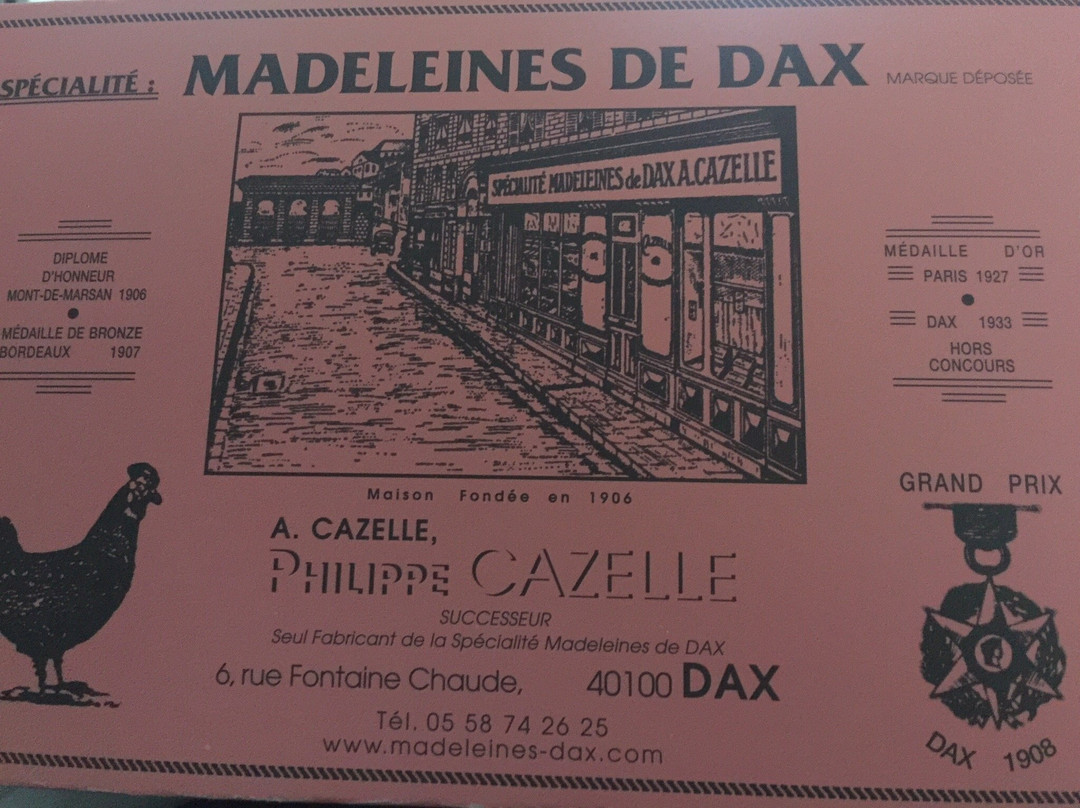 SPÉCIALITÉ : MADELEINES DE DAX MARQUE DÉPOSÉE
SPÉCIALITÉ MADELEINES de DAX A. CAZELLE
DIPLOME
D'HONNEUR
MONT-DE-MARSAN 1906
MÉDAILLE DE BRONZE
BORDEAUX 1907
MÉDAILLE D'OR
PARIS 1927
DAX 1933
HORS
CONCOURS
Maison Fondée en 1906
A. CAZELLE,
PHILIPPE CAZELLE
SUCCESSEUR
Seul Fabricant de la Spécialité Madeleines de DAX
6, rue Fontaine Chaude, 40100 DAX
Tél. 05 58 74 26 25
www.madeleines-dax.com
GRAND PRIX
DAX 1908